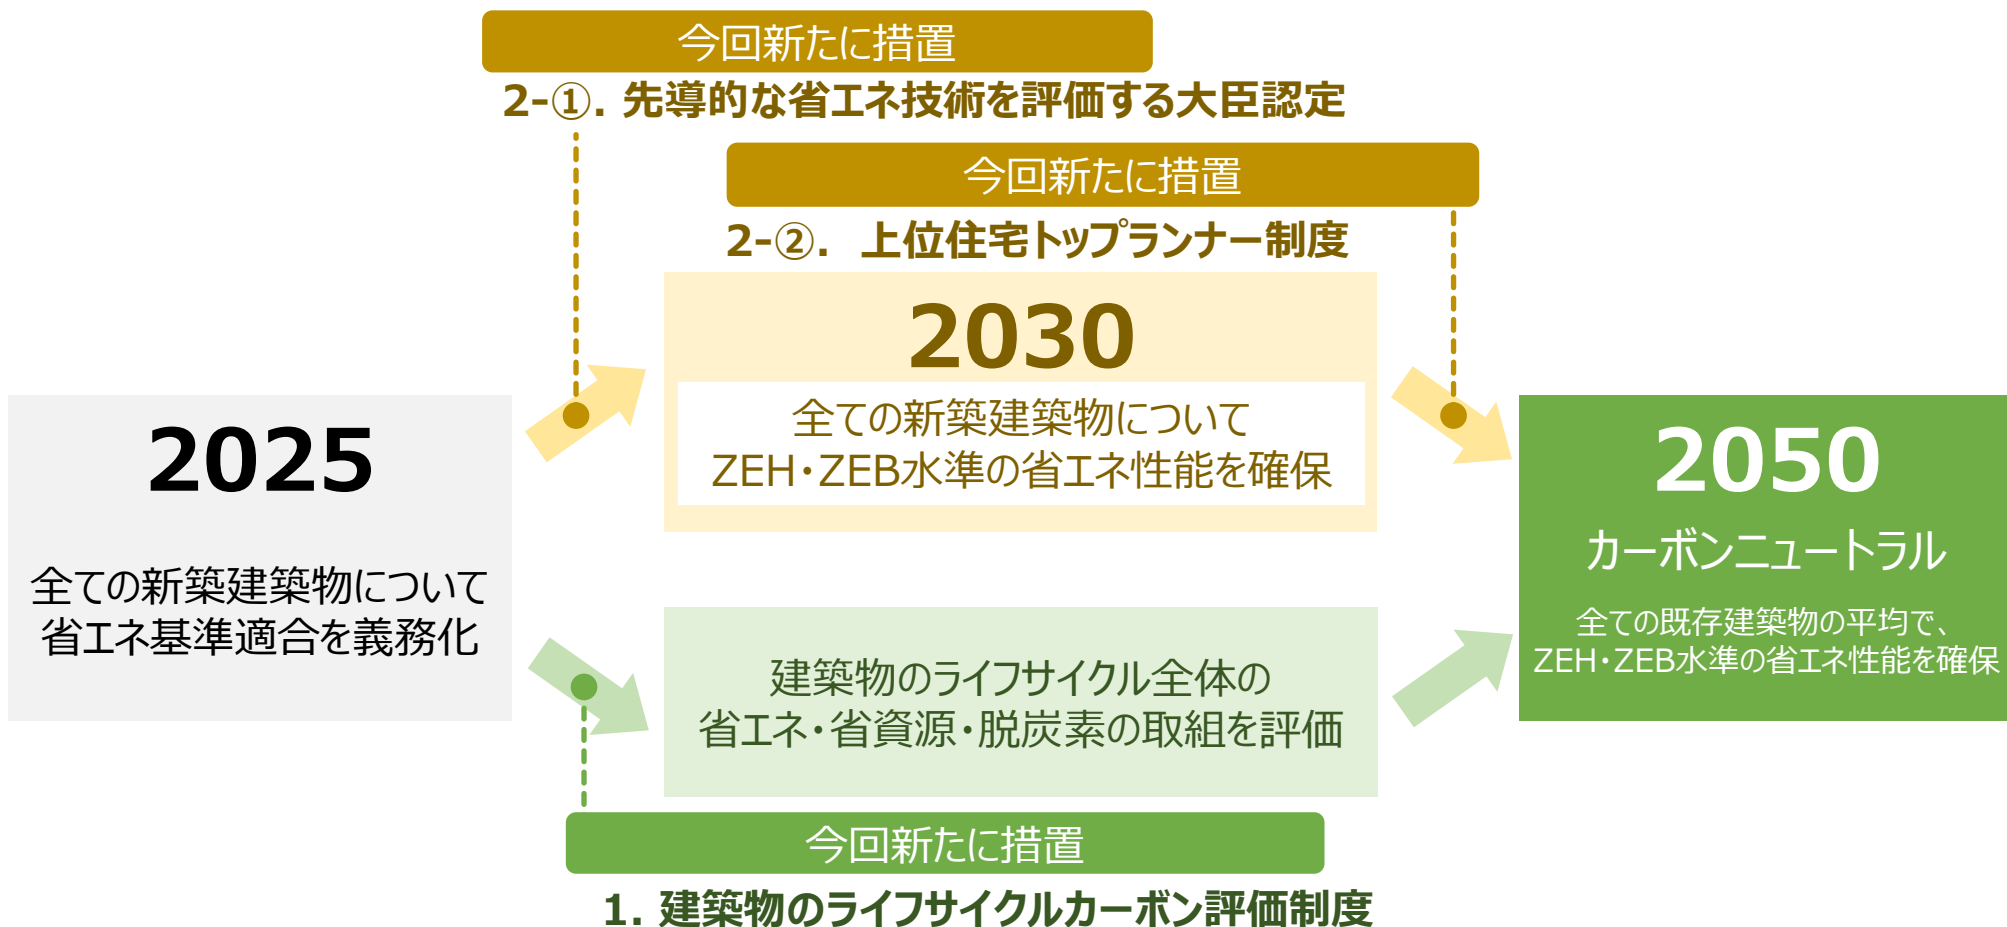 今回新たに措置
2-①. 先導的な省エネ技術を評価する大臣認定
今回新たに措置
2-②. 上位住宅トップランナー制度
2025
全ての新築建築物について
省エネ基準適合を義務化
2030
全ての新築建築物について
ZEH・ZEB水準の省エネ性能を確保
建築物のライフサイクル全体の
省エネ・省資源・脱炭素の取組を評価
今回新たに措置
1. 建築物のライフサイクルカーボン評価制度
2050
カーボンニュートラル
全ての既存建築物の平均で、
ZEH・ZEB水準の省エネ性能を確保